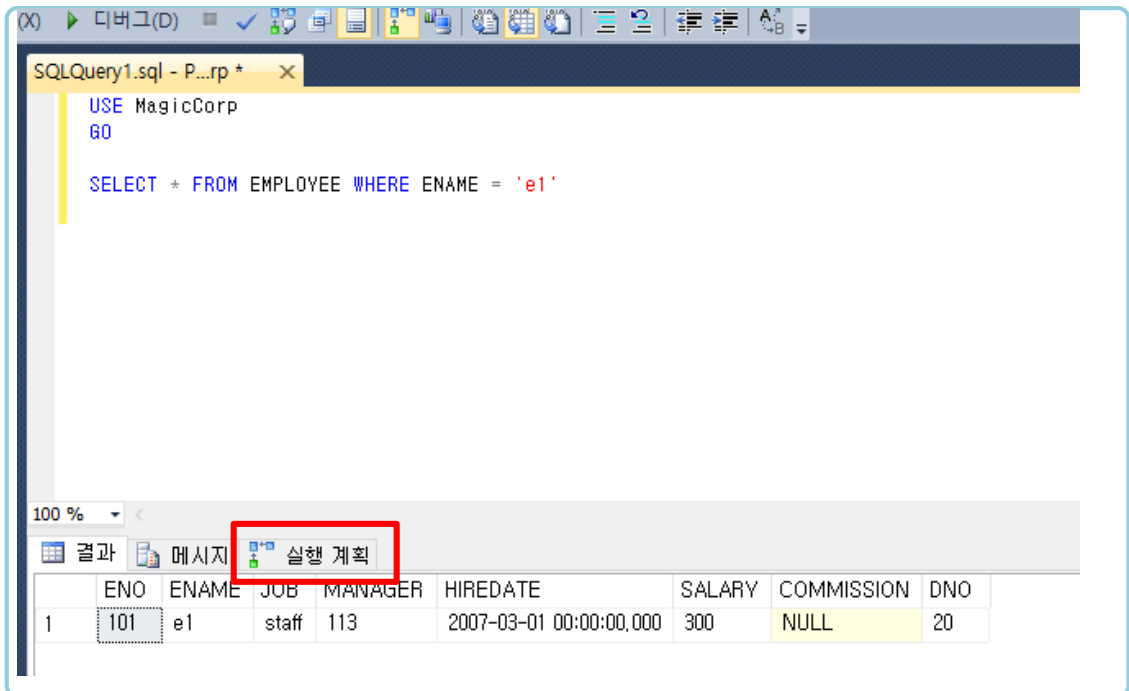 (X) 디버그(D)
SQLQuery1.sql - P...rp *
USE MagicCorp
GO
SELECT * FROM EMPLOYEE WHERE ENAME = 'e1'
100 %
결과 메시지 실행 계획
ENO ENAME JOB MANAGER HIREDATE SALARY COMMISSION DNO
1 101 e1 staff 113 2007-03-01 00:00:00,000 300 NULL 20